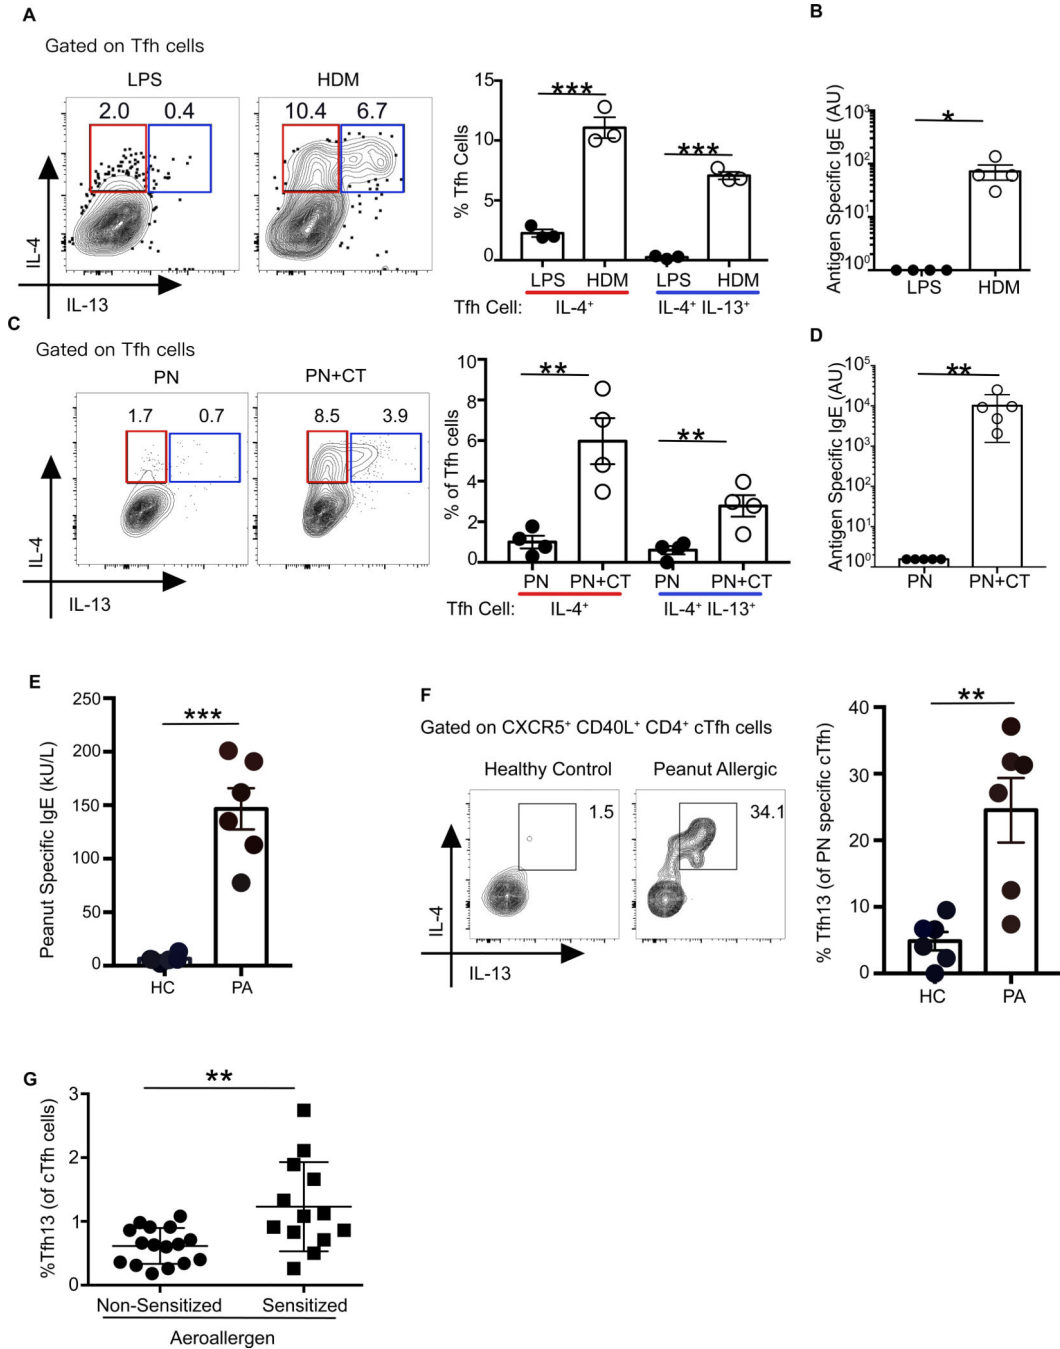 A
Gated on Tfh cells
LPS
HDM
2.0
0.4
10.4
6.7
IL-4
IL-13
% Tfh Cells
15
10
5
0
***
***
LPS HDM LPS HDM
Tfh Cell: IL-4⁺ IL-4⁺ IL-13⁺
B
Antigen Specific IgE (AU)
10³
10²
10¹
10⁰
*
LPS HDM
C
Gated on Tfh cells
PN
PN+CT
1.7
0.7
8.5
3.9
IL-4
IL-13
% of Tfh cells
10
8
6
4
2
0
**
**
PN PN+CT PN PN+CT
Tfh Cell: IL-4⁺ IL-4⁺ IL-13⁺
D
Antigen Specific IgE (AU)
10⁵
10⁴
10³
10²
10¹
10⁰
**
PN PN+CT
E
Peanut Specific IgE (kU/L)
250
200
150
100
50
0
***
HC PA
F
Gated on CXCR5⁺ CD40L⁺ CD4⁺ cTfh cells
Healthy Control
Peanut Allergic
1.5
34.1
IL-4
IL-13
% Tfh13 (of PN specific cTfh)
40
30
20
10
0
**
HC PA
G
%Tfh13 (of cTfh cells)
3
2
1
0
**
Non-Sensitized Sensitized
Aeroallergen